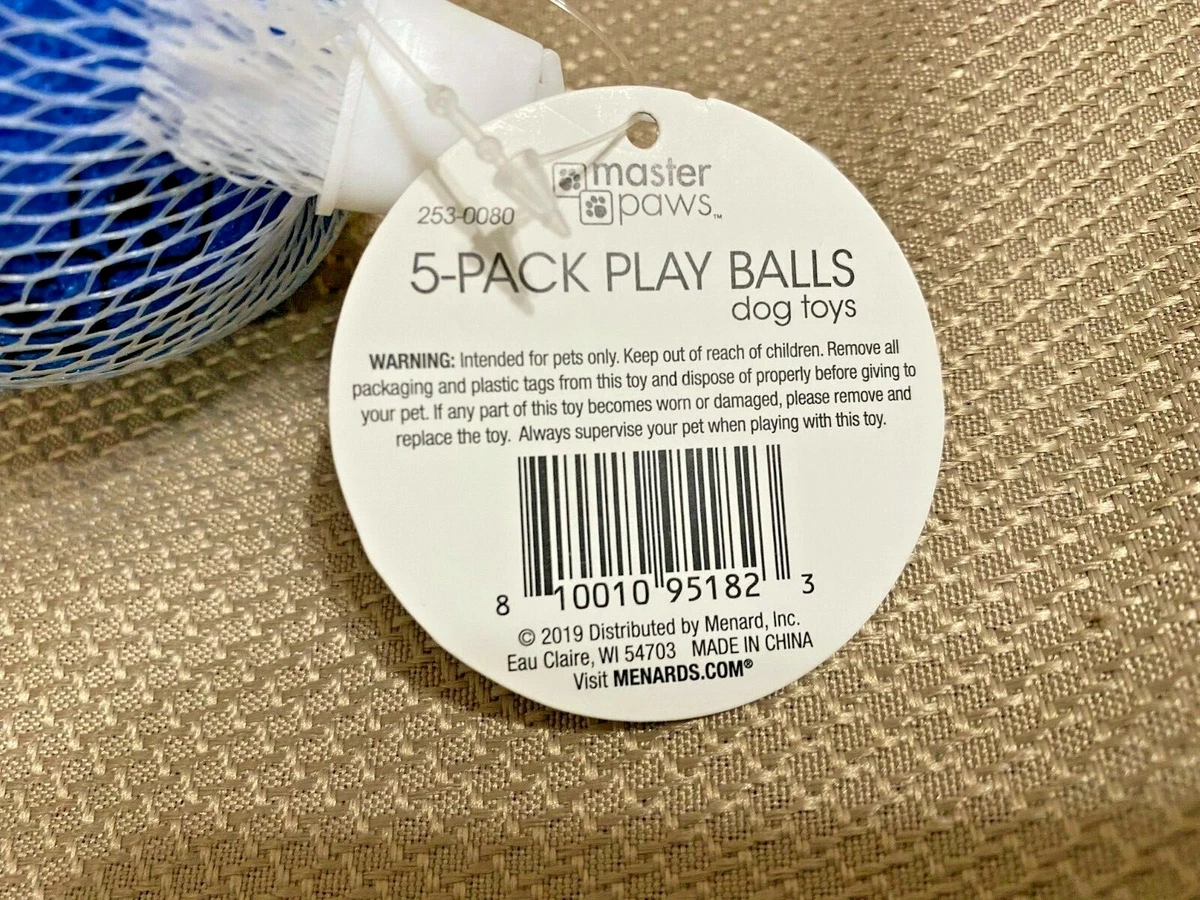 master
paws™
253-0080
5-PACK PLAY BALLS
dog toys
WARNING: Intended for pets only. Keep out of reach of children. Remove all
packaging and plastic tags from this toy and dispose of properly before giving to
your pet. If any part of this toy becomes worn or damaged, please remove and
replace the toy. Always supervise your pet when playing with this toy.
8 10010 95182 3
© 2019 Distributed by Menard, Inc.
Eau Claire, WI 54703 MADE IN CHINA
Visit MENARDS.COM®